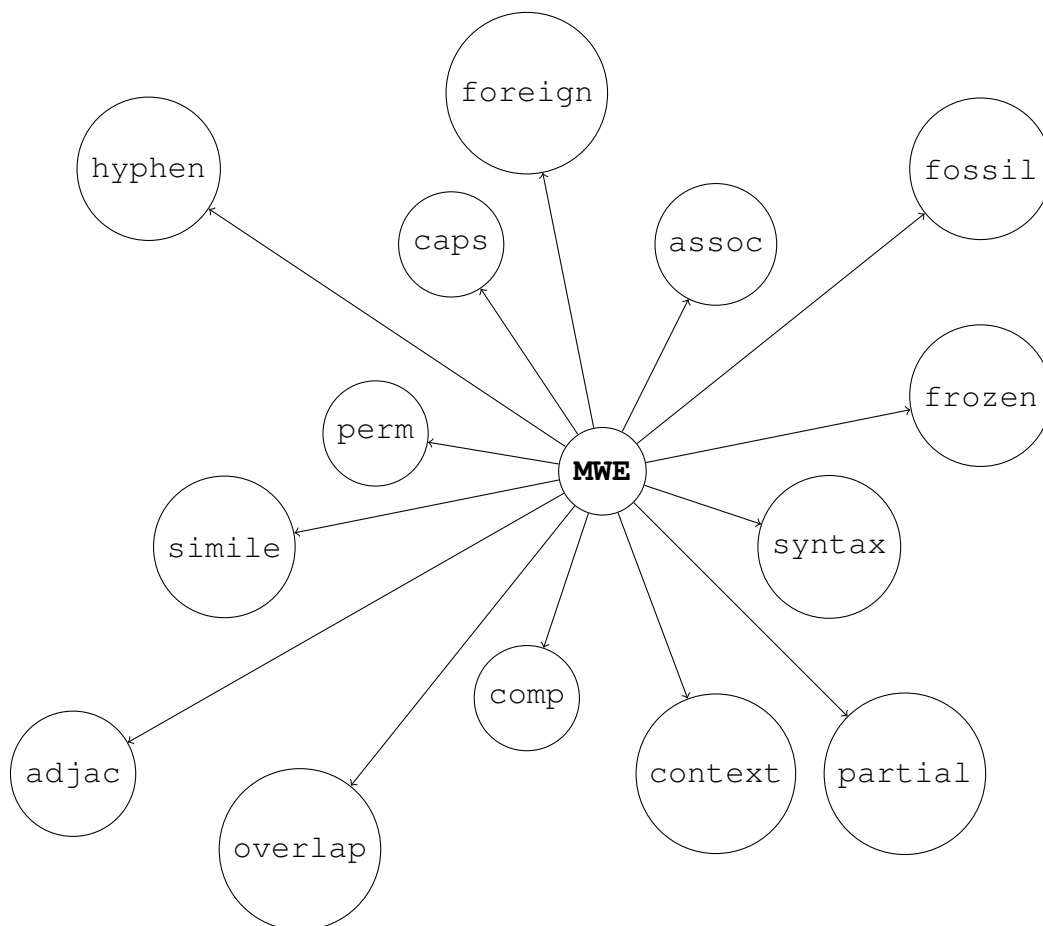 foreign
hyphen
fossil
caps
assoc
frozen
perm
MWE
simile
syntax
comp
adjac
context
partial
overlap